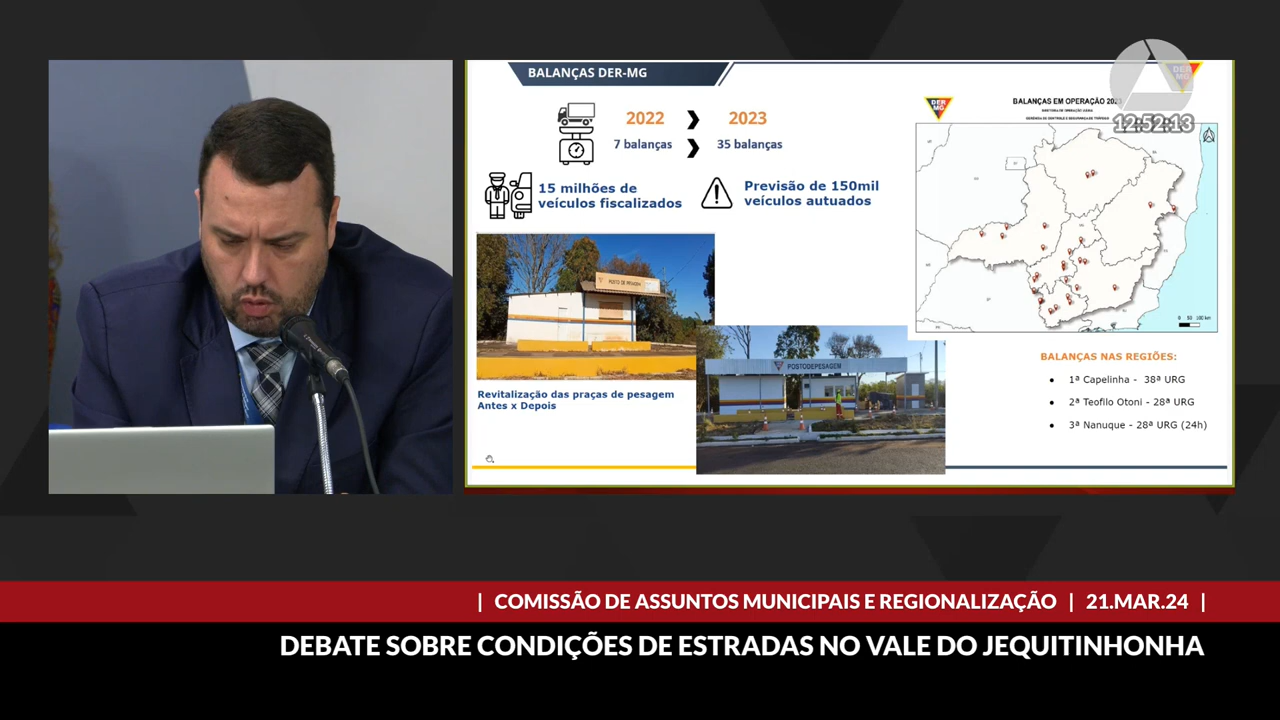 BALANÇAS DER-MG
2022
2023
7 balanças
35 balanças
15 milhões de
veículos fiscalizados
Previsão de 150mil
veículos autuados
POSTO DE PESAGEM
POSTODEPESAGEM
Revitalização das praças de pesagem
Antes x Depois
DER
MG
BALANÇAS EM OPERAÇÃO
12:52:13
BALANÇAS NAS REGIÕES:
• 1ª Capelinha - 38ª URG
• 2ª Teofilo Otoni - 28ª URG
• 3ª Nanuque - 28ª URG (24h)
| COMISSÃO DE ASSUNTOS MUNICIPAIS E REGIONALIZAÇÃO | 21.MAR.24 |
DEBATE SOBRE CONDIÇÕES DE ESTRADAS NO VALE DO JEQUITINHONHA